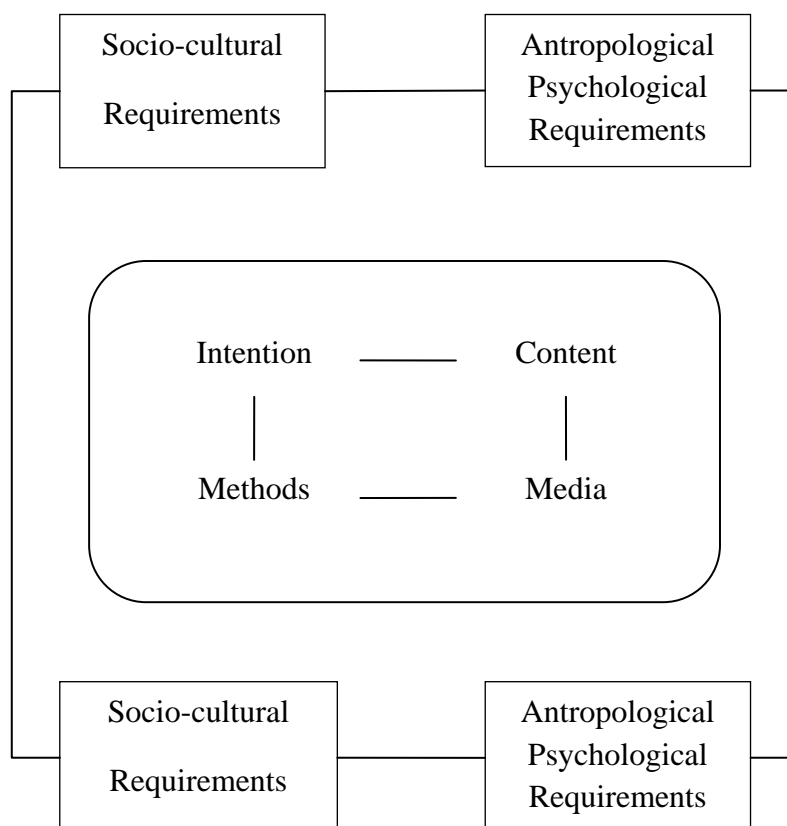 Socio-cultural
Requirements
Antropological
Psychological
Requirements
Intention
Content
Methods
Media
Socio-cultural
Requirements
Antropological
Psychological
Requirements